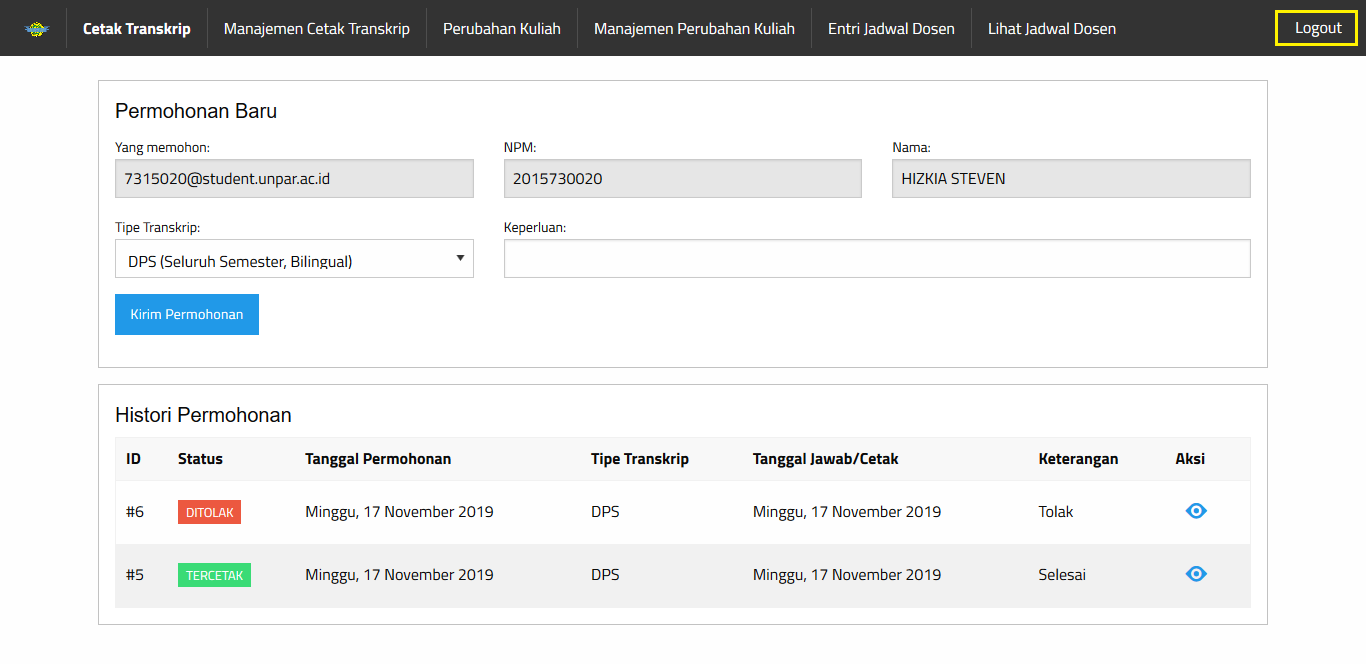 Cetak Transkrip Manajemen Cetak Transkrip Perubahan Kuliah Manajemen Perubahan Kuliah Entri Jadwal Dosen Lihat Jadwal Dosen Logout
Permohonan Baru
Yang memohon: NPM: Nama:
7315020@student.unpar.ac.id 2015730020 HIZKIA STEVEN
Tipe Transkrip: Keperluan:
DPS (Seluruh Semester, Bilingual)
Kirim Permohonan
Histori Permohonan
ID Status Tanggal Permohonan Tipe Transkrip Tanggal Jawab/Cetak Keterangan Aksi
#6 DITOLAK Minggu, 17 November 2019 DPS Minggu, 17 November 2019 Tolak
#5 TERCETAK Minggu, 17 November 2019 DPS Minggu, 17 November 2019 Selesai